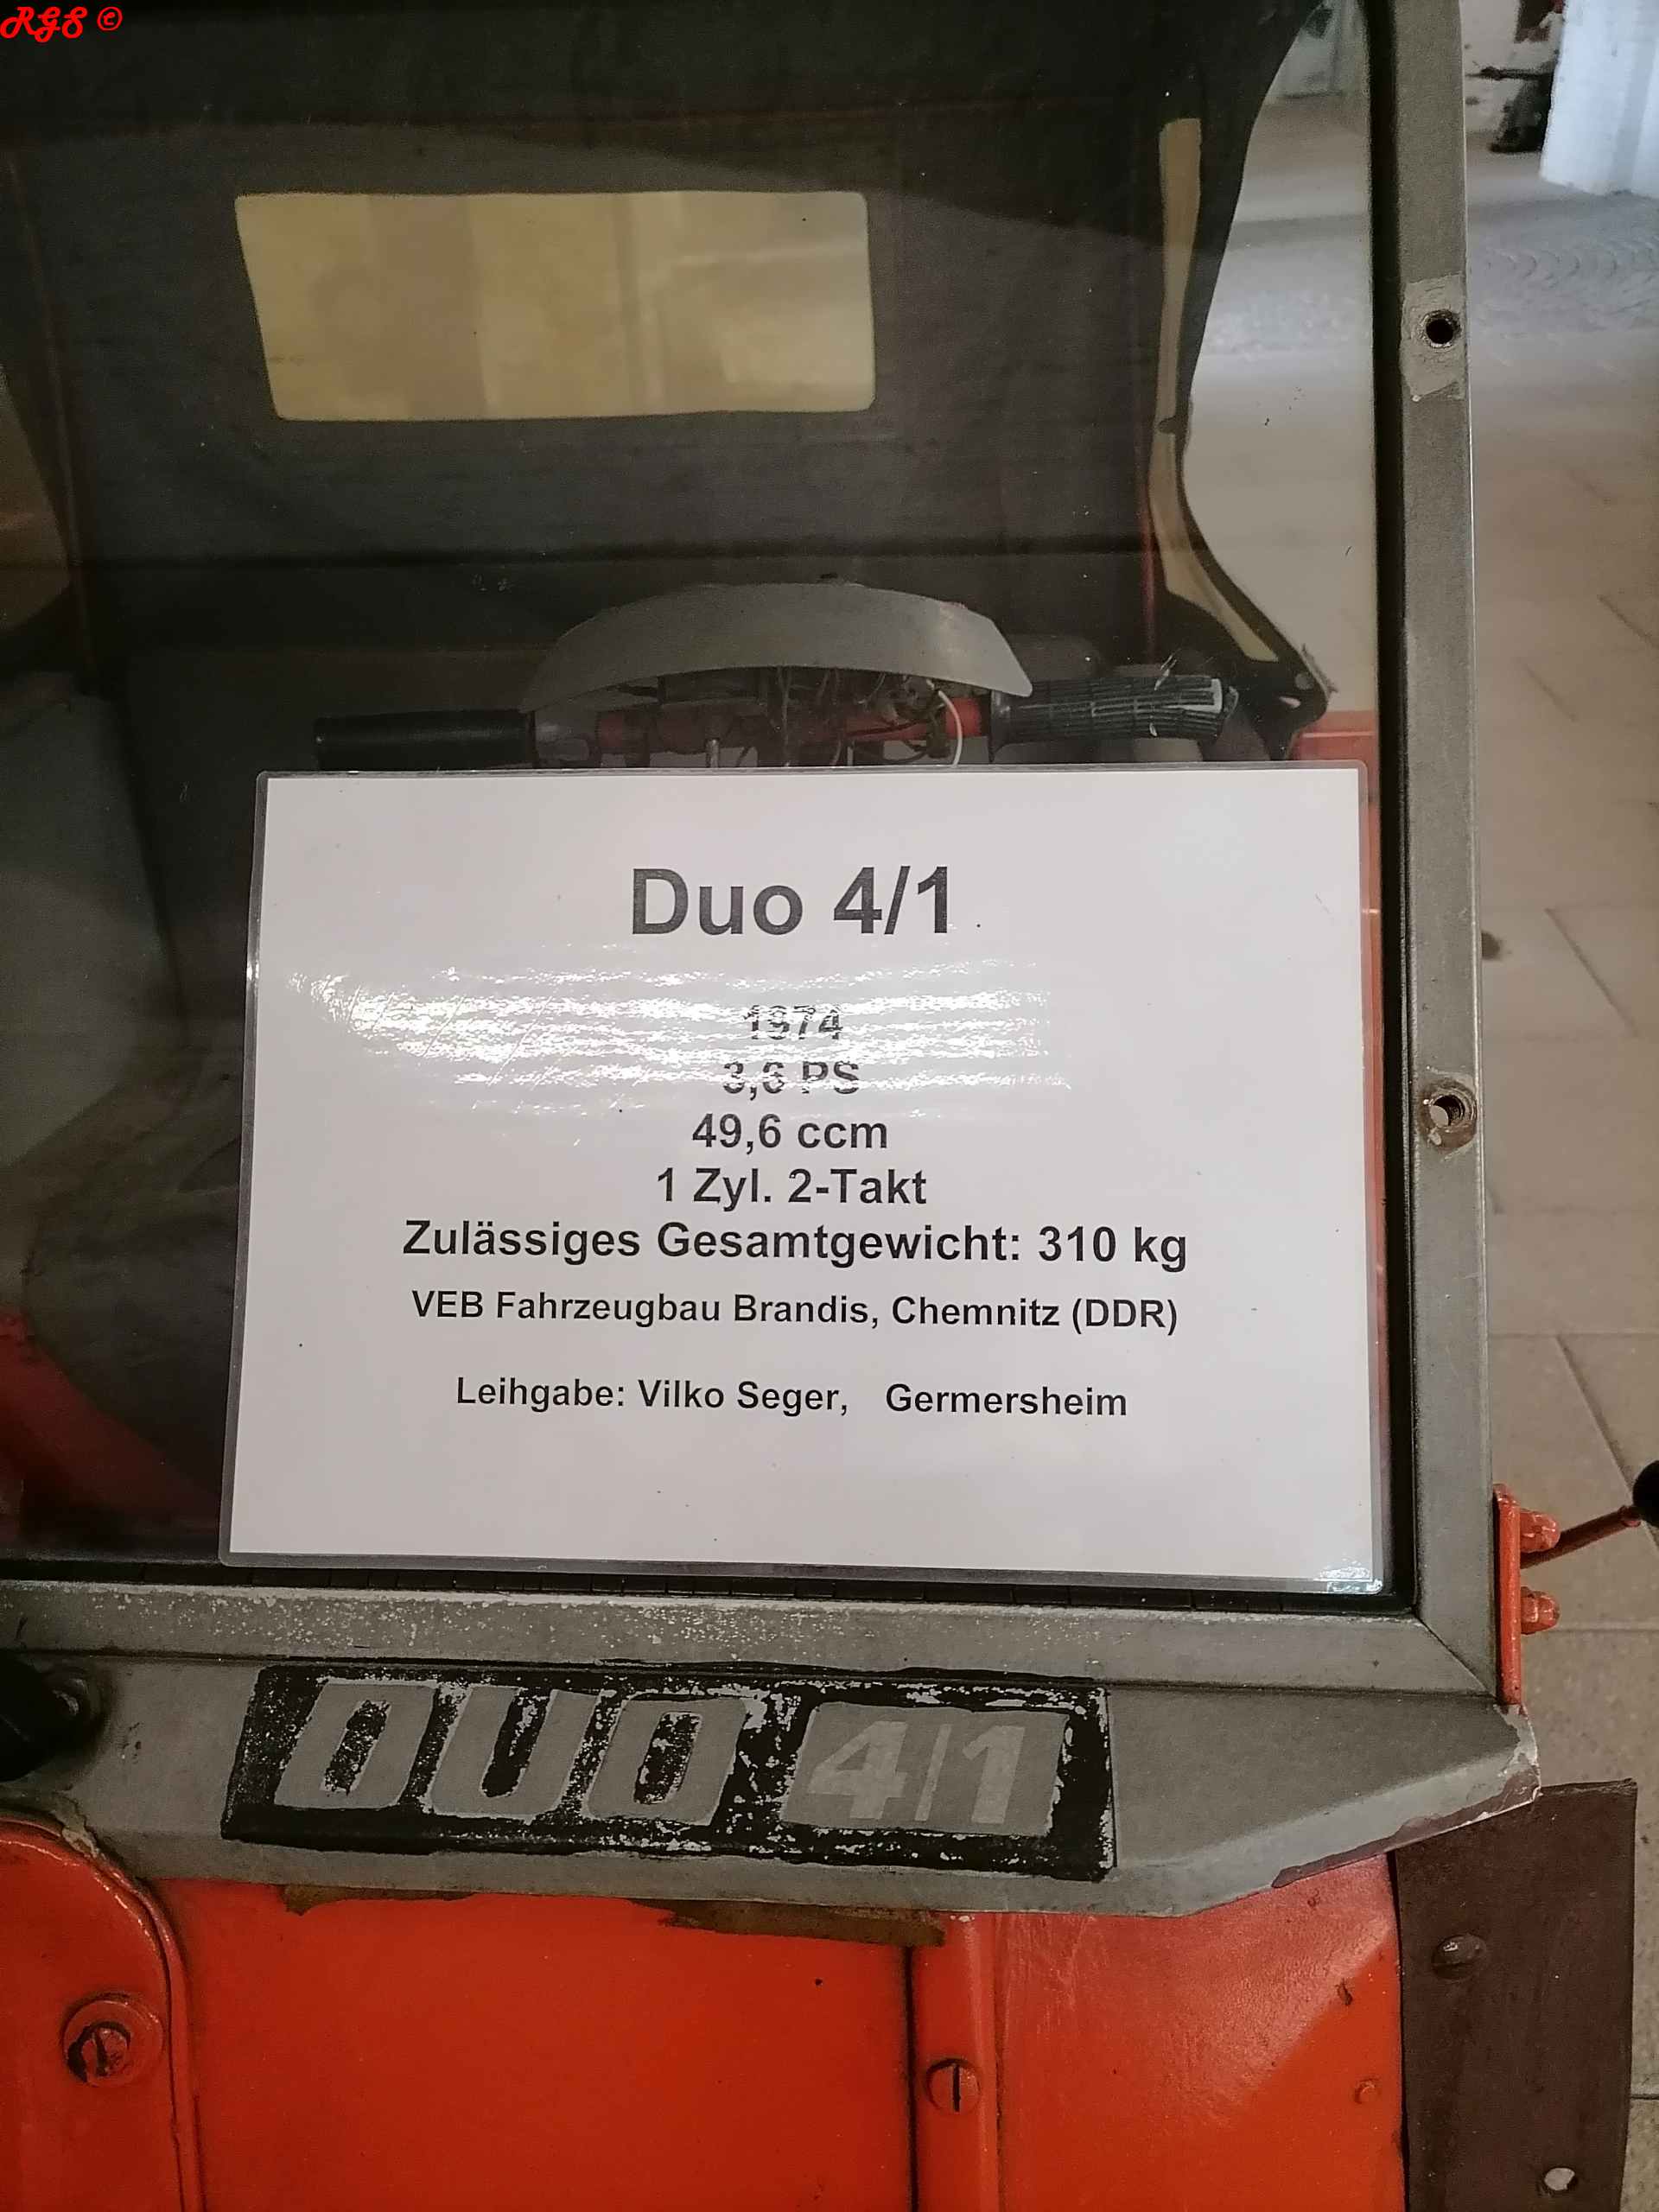 RGS ©
Duo 4/1
1974
3,6 PS
49,6 ccm
1 Zyl. 2-Takt
Zulässiges Gesamtgewicht: 310 kg
VEB Fahrzeugbau Brandis, Chemnitz (DDR)
Leihgabe: Vilko Seger, Germersheim
DUO 4/1